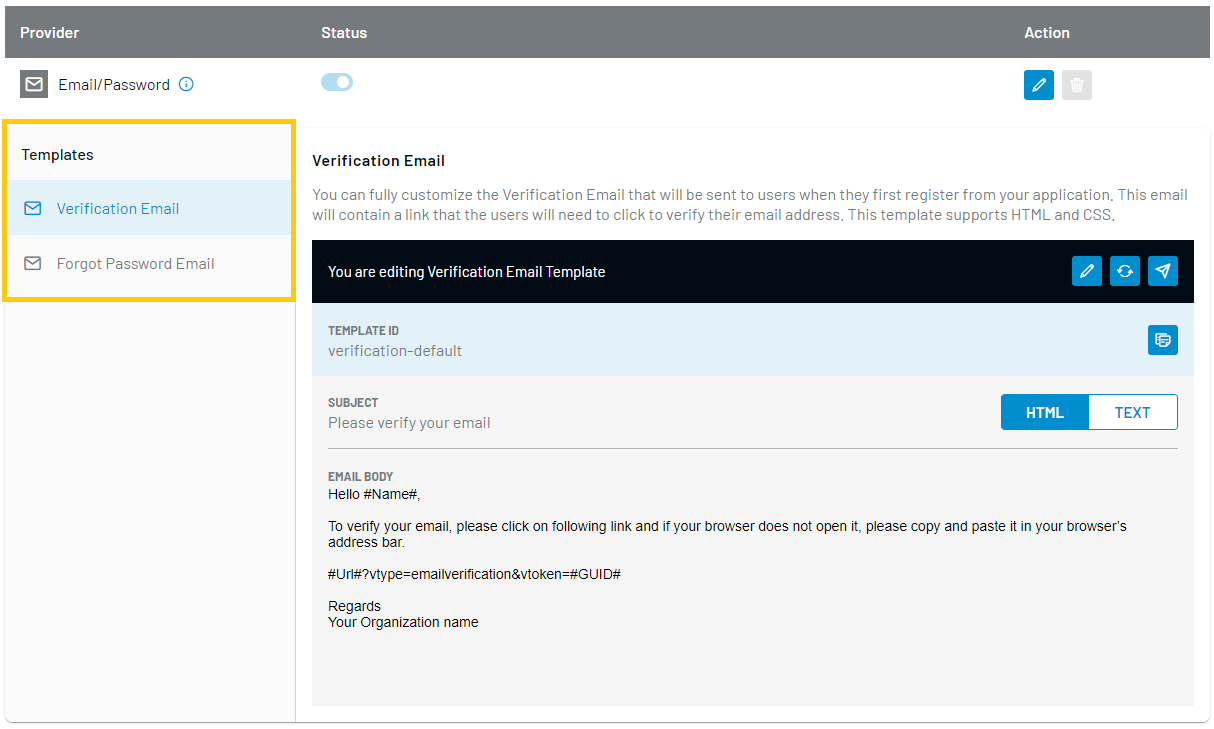 Provider Status Action
Email/Password
Templates
Verification Email
Forgot Password Email
Verification Email
You can fully customize the Verification Email that will be sent to users when they first register from your application. This email
will contain a link that the users will need to click to verify their email address. This template supports HTML and CSS.
You are editing Verification Email Template
TEMPLATE ID
verification-default
SUBJECT
Please verify your email
HTML TEXT
EMAIL BODY
Hello #Name#,
To verify your email, please click on following link and if your browser does not open it, please copy and paste it in your browser’s
address bar.
#Url#?vtype=emailverification&vtoken=#GUID#
Regards
Your Organization name